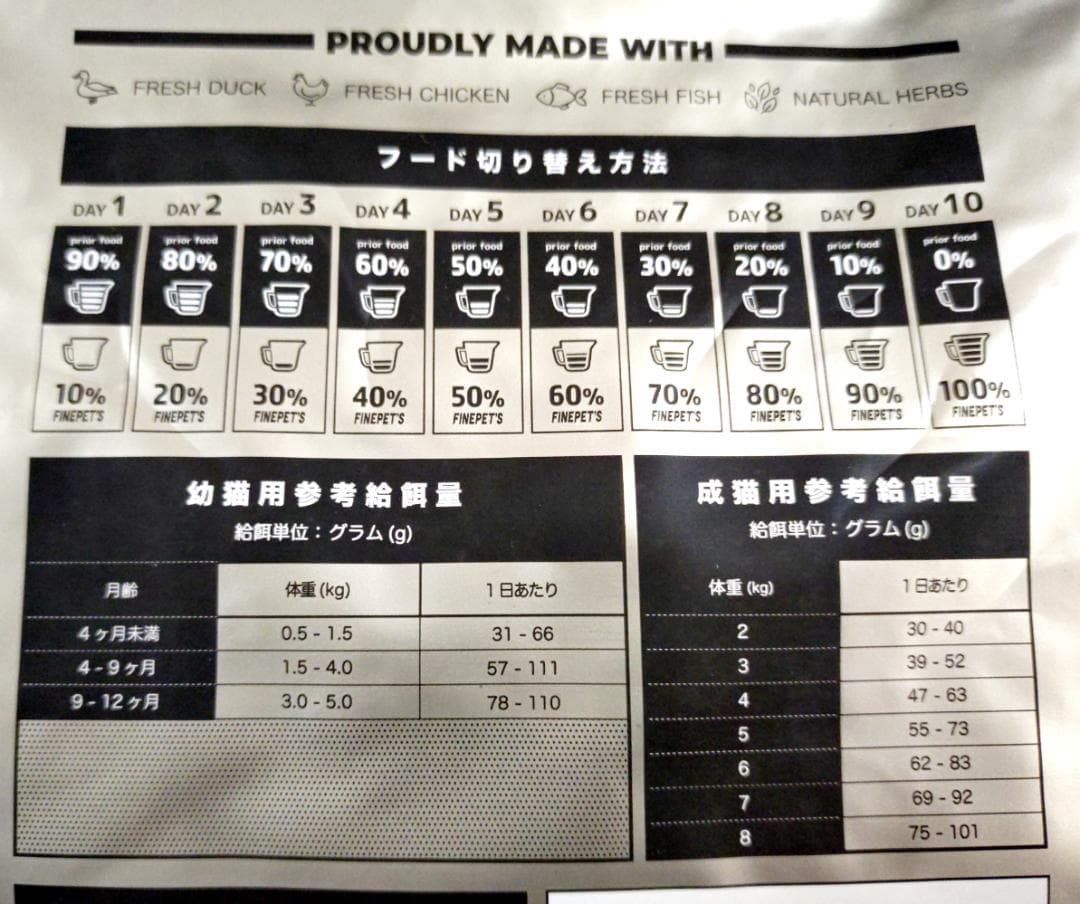 PROUDLY MADE WITH
FRESH DUCK FRESH CHICKEN FRESH FISH NATURAL HERBS
フード切り替え方法
DAY 1 DAY 2 DAY 3 DAY 4 DAY 5 DAY 6 DAY 7 DAY 8 DAY 9 DAY 10
prior food prior food prior food prior food prior food prior food prior food prior food prior food prior food
90% 80% 70% 60% 50% 40% 30% 20% 10% 0%
10% 20% 30% 40% 50% 60% 70% 80% 90% 100%
FINEPET'S FINEPET'S FINEPET'S FINEPET'S FINEPET'S FINEPET'S FINEPET'S FINEPET'S FINEPET'S FINEPET'S
幼猫用参考給餌量
給餌単位：グラム (g)
月齢 体重 (kg) 1日あたり
4ヶ月未満 0.5 - 1.5 31 - 66
4 - 9ヶ月 1.5 - 4.0 57 - 111
9 - 12ヶ月 3.0 - 5.0 78 - 110
成猫用参考給餌量
給餌単位：グラム (g)
体重 (kg) 1日あたり
2 30 - 40
3 39 - 52
4 47 - 63
5 55 - 73
6 62 - 83
7 69 - 92
8 75 - 101